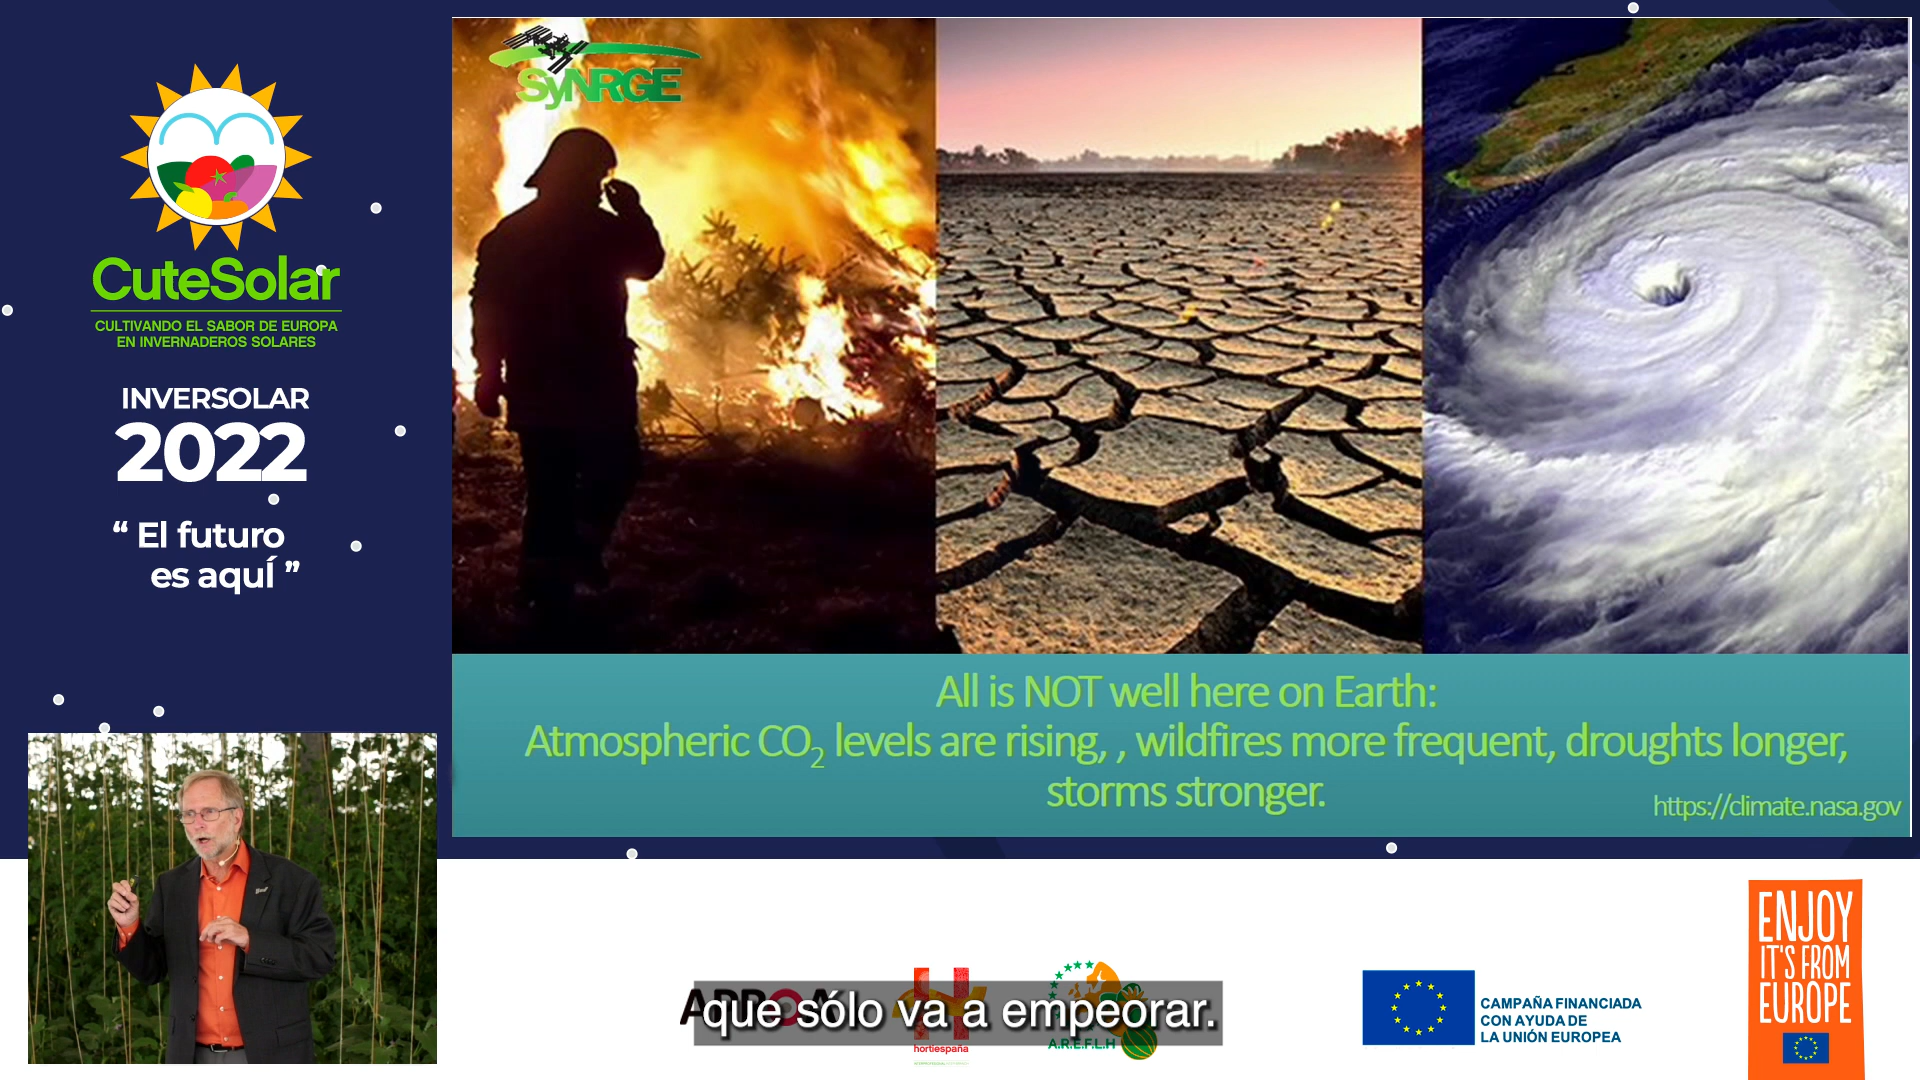 SyNRGE
CuteSolar
CULTIVANDO EL SABOR DE EUROPA
EN INVERNADEROS SOLARES
INVERSOLAR
2022
“ El futuro
es aquÍ ”
All is NOT well here on Earth:
Atmospheric CO₂ levels are rising, , wildfires more frequent, droughts longer,
storms stronger.
https://climate.nasa.gov
que sólo va a empeorar.
hortiespaña
A.R.E.F.L.H
CAMPAÑA FINANCIADA
CON AYUDA DE
LA UNIÓN EUROPEA
ENJOY
IT'S FROM
EUROPE